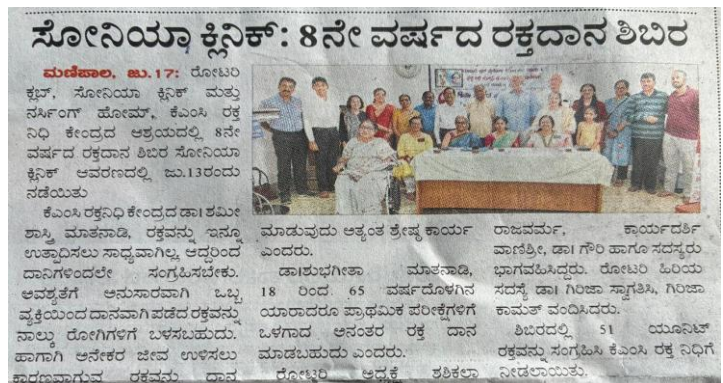 ಸೋನಿಯಾ ಕ್ಲಿನಿಕ್: 8ನೇ ವರ್ಷದ ರಕ್ತದಾನ ಶಿಬಿರ
ಮಣಿಪಾಲ, ಜು.17: ರೋಟರಿ
ಕ್ಲಬ್, ಸೋನಿಯಾ ಕ್ಲಿನಿಕ್ ಮತ್ತು
ನರ್ಸಿಂಗ್ ಹೋಮ್, ಕೆಎಂಸಿ ರಕ್ತ
ನಿಧಿ ಕೇಂದ್ರದ ಆಶ್ರಯದಲ್ಲಿ 8ನೇ
ವರ್ಷದ ರಕ್ತದಾನ ಶಿಬಿರ ಸೋನಿಯಾ
ಕ್ಲಿನಿಕ್ ಆವರಣದಲ್ಲಿ ಜು.13ರಂದು
ನಡೆಯಿತು
ಕೆಎಂಸಿ ರಕ್ತನಿಧಿ ಕೇಂದ್ರದ ಡಾ।ಶಮೀ
ಶಾಸ್ತ್ರಿ ಮಾತನಾಡಿ, ರಕ್ತವನ್ನು ಇನ್ನೂ
ಉತ್ಪಾದಿಸಲು ಸಾಧ್ಯವಾಗಿಲ್ಲ. ಆದ್ದರಿಂದ
ದಾನಿಗಳಿಂದಲೇ ಸಂಗ್ರಹಿಸಬೇಕು.
ಅವಶ್ಯತೆಗೆ ಅನುಸಾರವಾಗಿ ಒಬ್ಬ
ವ್ಯಕ್ತಿಯಿಂದ ದಾನವಾಗಿ ಪಡೆದ ರಕ್ತವನ್ನು
ನಾಲ್ಕು ರೋಗಿಗಳಿಗೆ ಬಳಸಬಹುದು.
ಹಾಗಾಗಿ ಅನೇಕರ ಜೀವ ಉಳಿಸಲು
ಕಾರಣವಾಗುವ ರಕ್ತವನ್ನು ದಾನ
ಮಾಡುವುದು ಅತ್ಯಂತ ಶ್ರೇಷ್ಠ ಕಾರ್ಯ
ಎಂದರು.
ಡಾ।ಶುಭಗೀತಾ ಮಾತನಾಡಿ,
18 ರಿಂದ 65 ವರ್ಷದೊಳಗಿನ
ಯಾರಾದರೂ ಪ್ರಾಥಮಿಕ ಪರೀಕ್ಷೆಗಳಿಗೆ
ಒಳಗಾದ ಅನಂತರ ರಕ್ತ ದಾನ
ಮಾಡಬಹುದು ಎಂದರು.
ರೋಟರಿ ಅಧ್ಯಕ್ಷೆ ಶಶಿಕಲಾ
ರಾಜವರ್ಮ, ಕಾರ್ಯದರ್ಶಿ
ವಾಣಿಶ್ರೀ, ಡಾ। ಗೌರಿ ಹಾಗೂ ಸದಸ್ಯರು
ಭಾಗವಹಿಸಿದ್ದರು. ರೋಟರಿ ಹಿರಿಯ
ಸದಸ್ಯೆ ಡಾ। ಗಿರಿಜಾ ಸ್ವಾಗತಿಸಿ, ಗಿರಿಜಾ
ಕಾಮತ್ ವಂದಿಸಿದರು.
ಶಿಬಿರದಲ್ಲಿ 51 ಯೂನಿಟ್
ರಕ್ತವನ್ನು ಸಂಗ್ರಹಿಸಿ ಕೆಎಂಸಿ ರಕ್ತ ನಿಧಿಗೆ
ನೀಡಲಾಯಿತು.